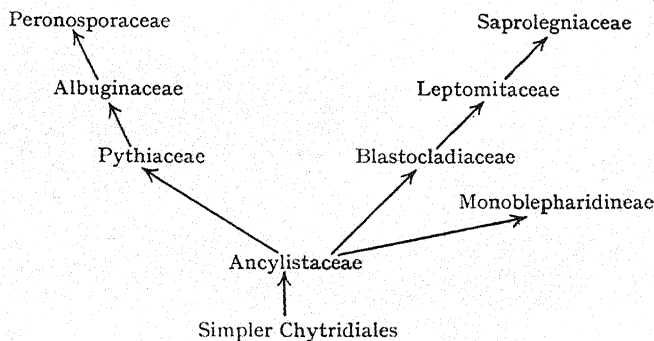 Peronosporaceae
Saprolegniaceae
Albuginaceae
Leptomitaceae
Pythiaceae
Blastocladiaceae
Monoblepharidineae
Ancylistaceae
Simpler Chytridiales